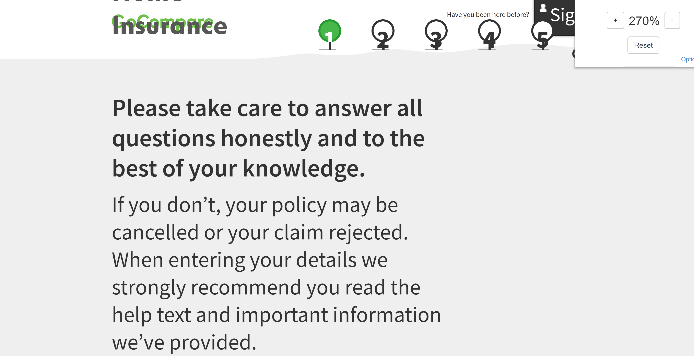 GoCompare
Insurance
1 2 3 4 5
Have you been here before?
Sig
+ 270% -
Reset
Please take care to answer all
questions honestly and to the
best of your knowledge.
If you don’t, your policy may be
cancelled or your claim rejected.
When entering your details we
strongly recommend you read the
help text and important information
we’ve provided.